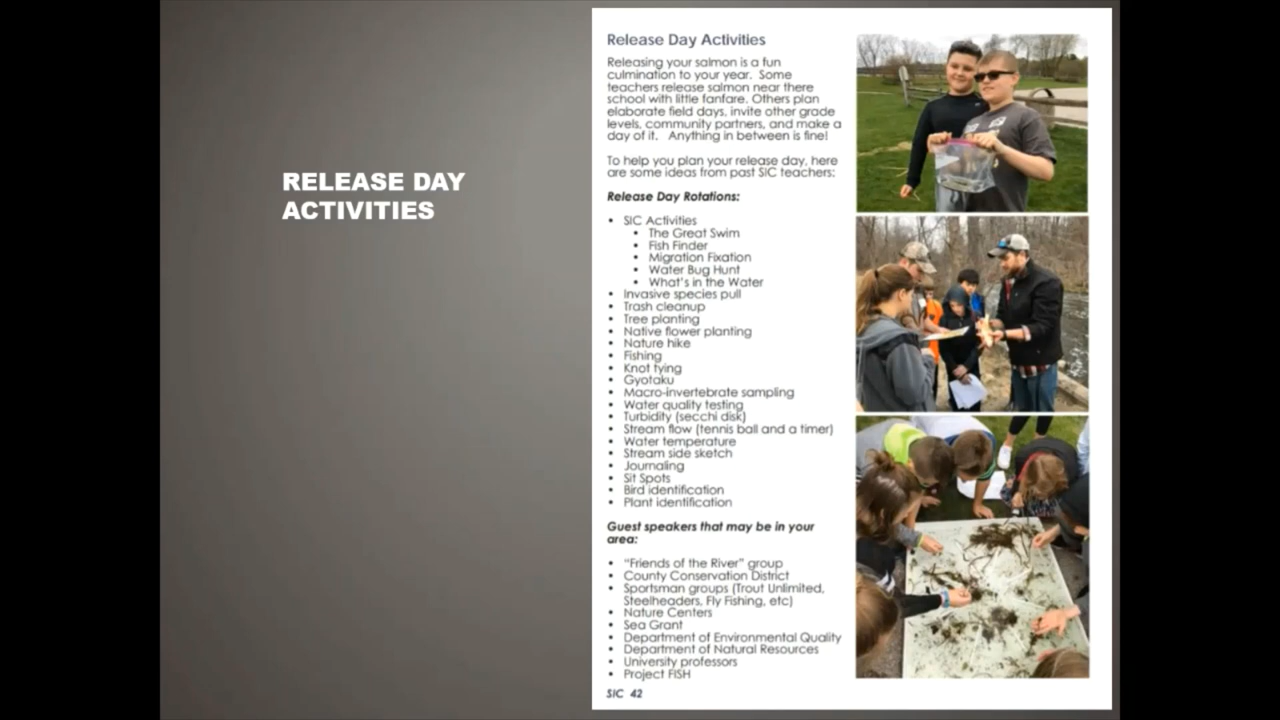 RELEASE DAY
ACTIVITIES
Release Day Activities
Releasing your salmon is a fun
culmination to your year. Some
teachers release salmon near there
school with little fanfare. Others plan
elaborate field days, invite other grade
levels, community partners, and make a
day of it. Anything in between is fine!
To help you plan your release day, here
are some ideas from past SIC teachers:
Release Day Rotations:
• SIC Activities
• The Great Swim
• Fish Finder
• Migration Fixation
• Water Bug Hunt
• What's in the Water
• Invasive species pull
• Trash cleanup
• Tree planting
• Native flower planting
• Nature hike
• Fishing
• Knot tying
• Gyotaku
• Macro-invertebrate sampling
• Water quality testing
• Turbidity (secchi disk)
• Stream flow (tennis ball and a timer)
• Water temperature
• Stream side sketch
• Journaling
• Sit Spots
• Bird identification
• Plant identification
Guest speakers that may be in your
area:
• "Friends of the River" group
• County Conservation District
• Sportsman groups (Trout Unlimited,
Steelheaders, Fly Fishing, etc)
• Nature Centers
• Sea Grant
• Department of Environmental Quality
• Department of Natural Resources
• University professors
• Project FISH
SIC 42